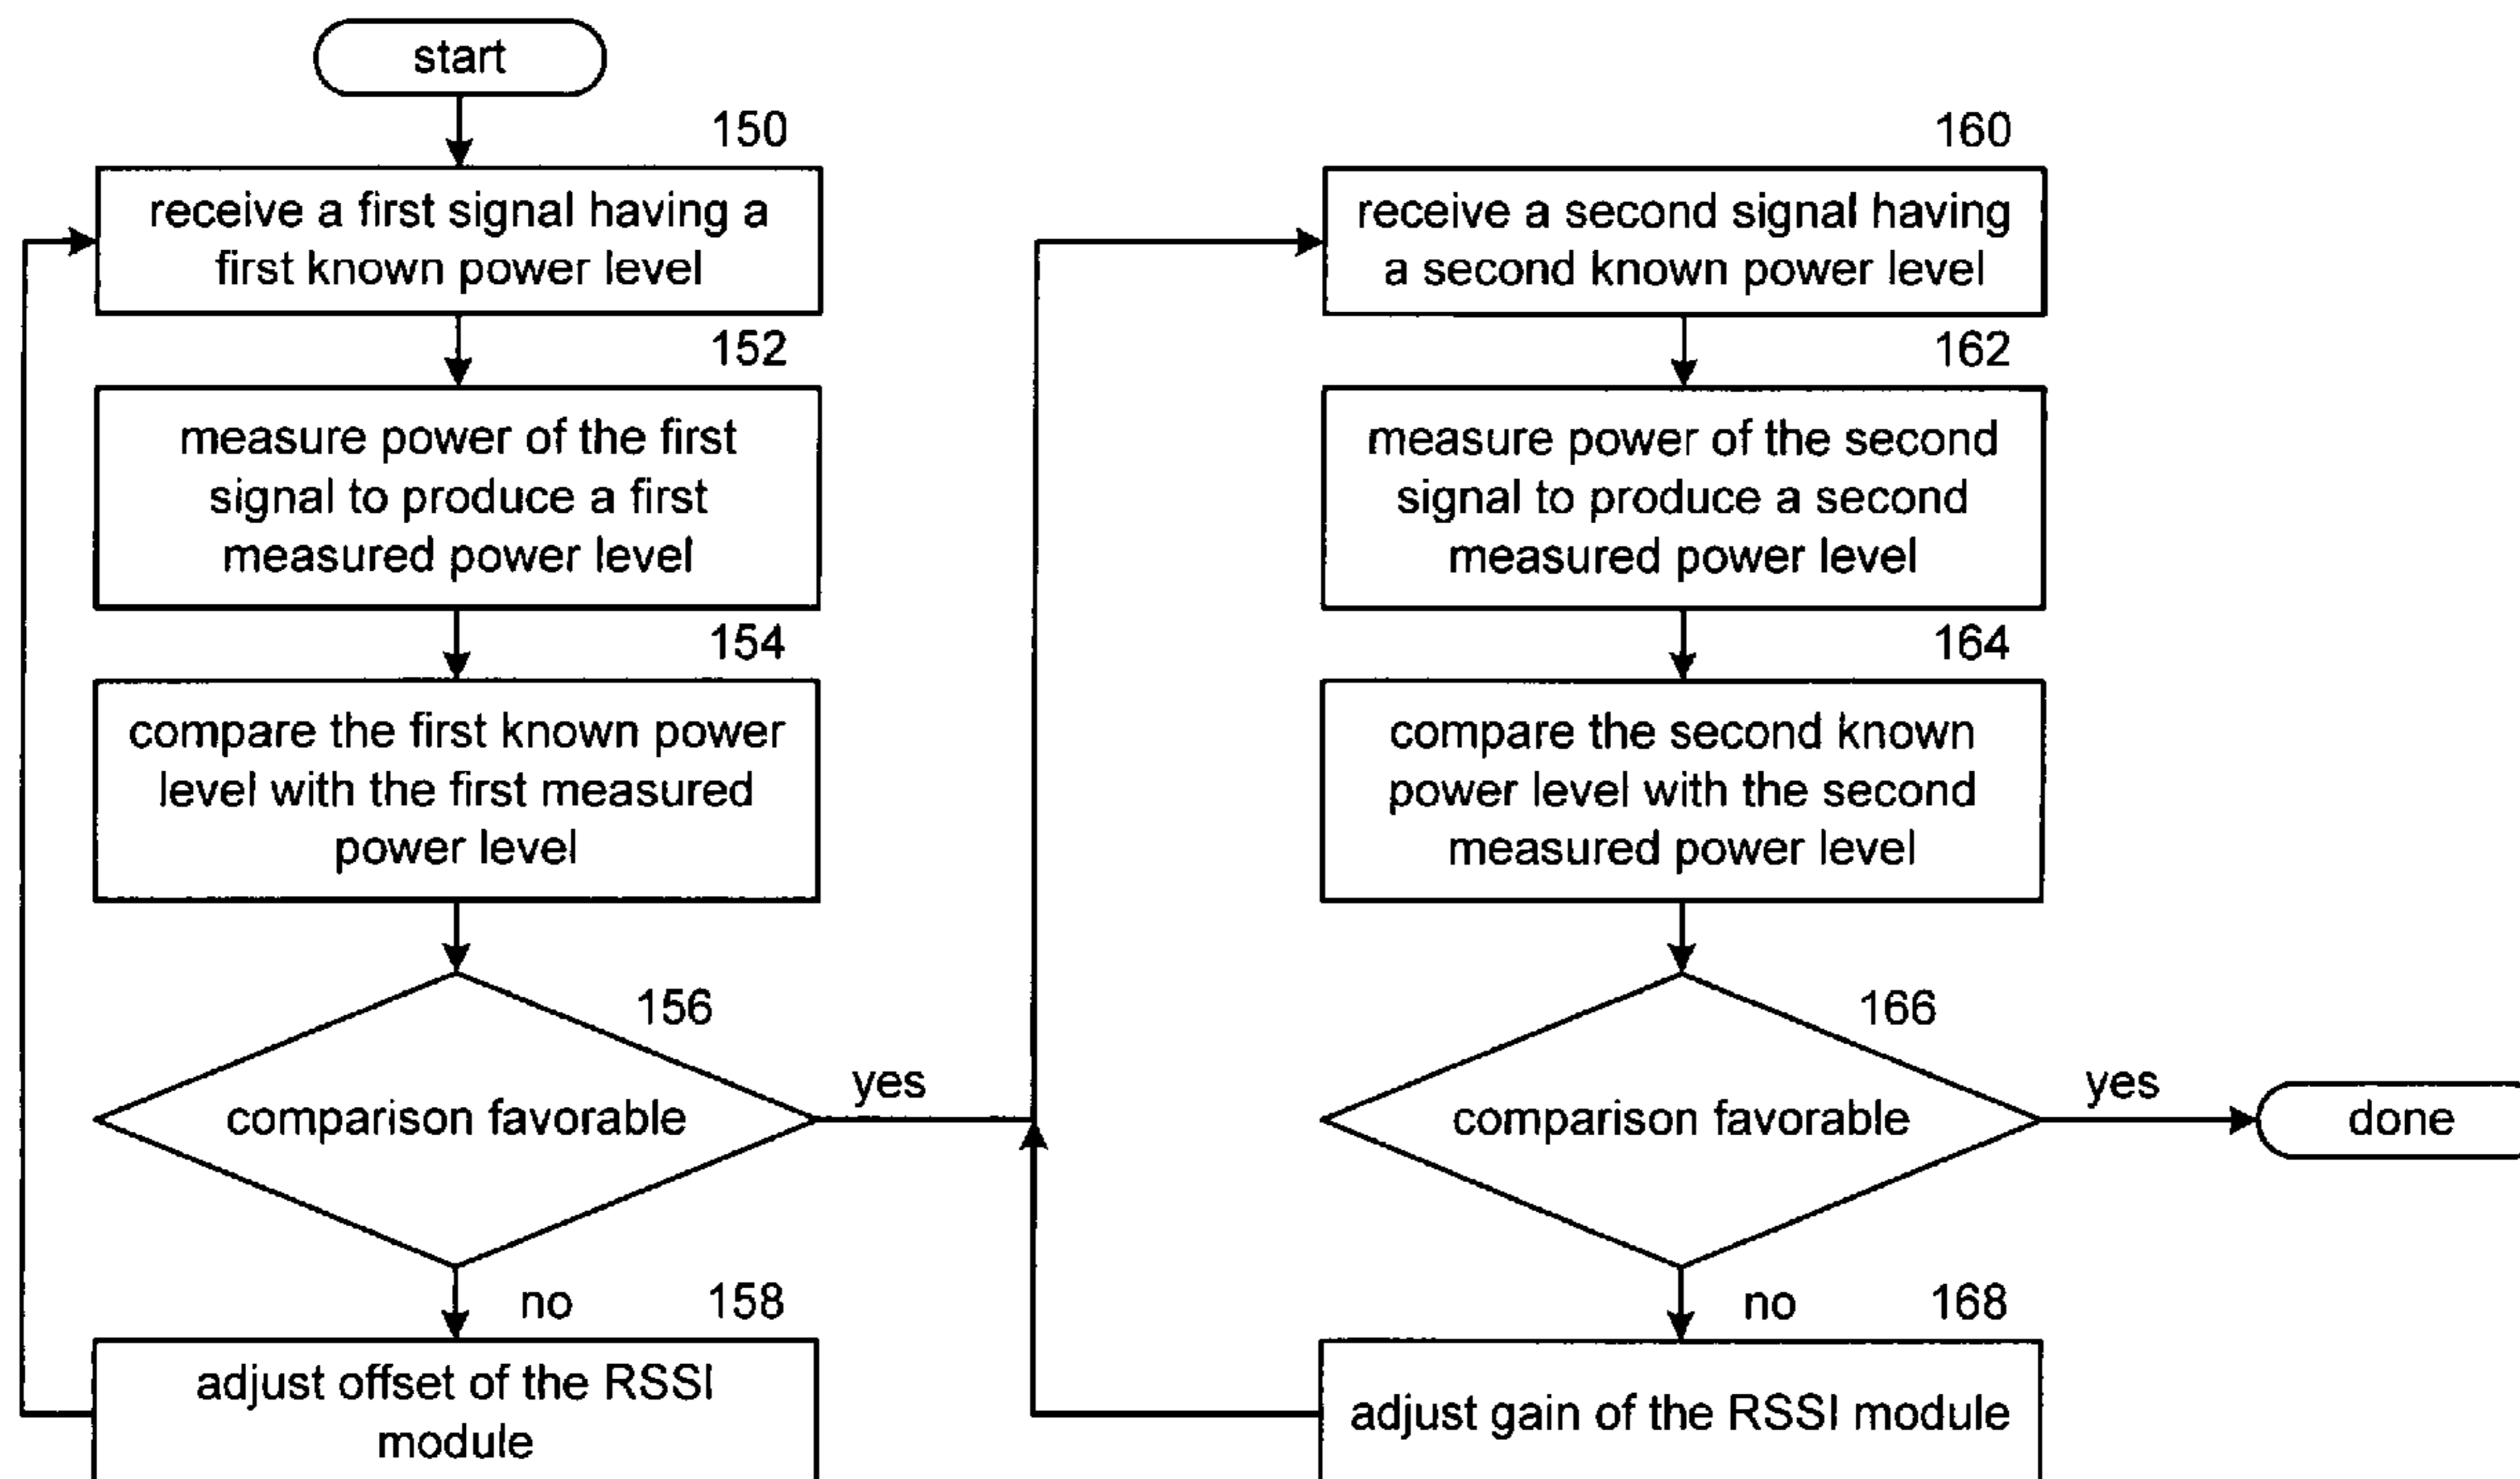 start
150
receive a first signal having a
first known power level
152
measure power of the first
signal to produce a first
measured power level
154
compare the first known power
level with the first measured
power level
156
comparison favorable
yes
no
158
adjust offset of the RSSI
module
160
receive a second signal having
a second known power level
162
measure power of the second
signal to produce a second
measured power level
164
compare the second known
power level with the second
measured power level
166
comparison favorable
yes
done
no
168
adjust gain of the RSSI module